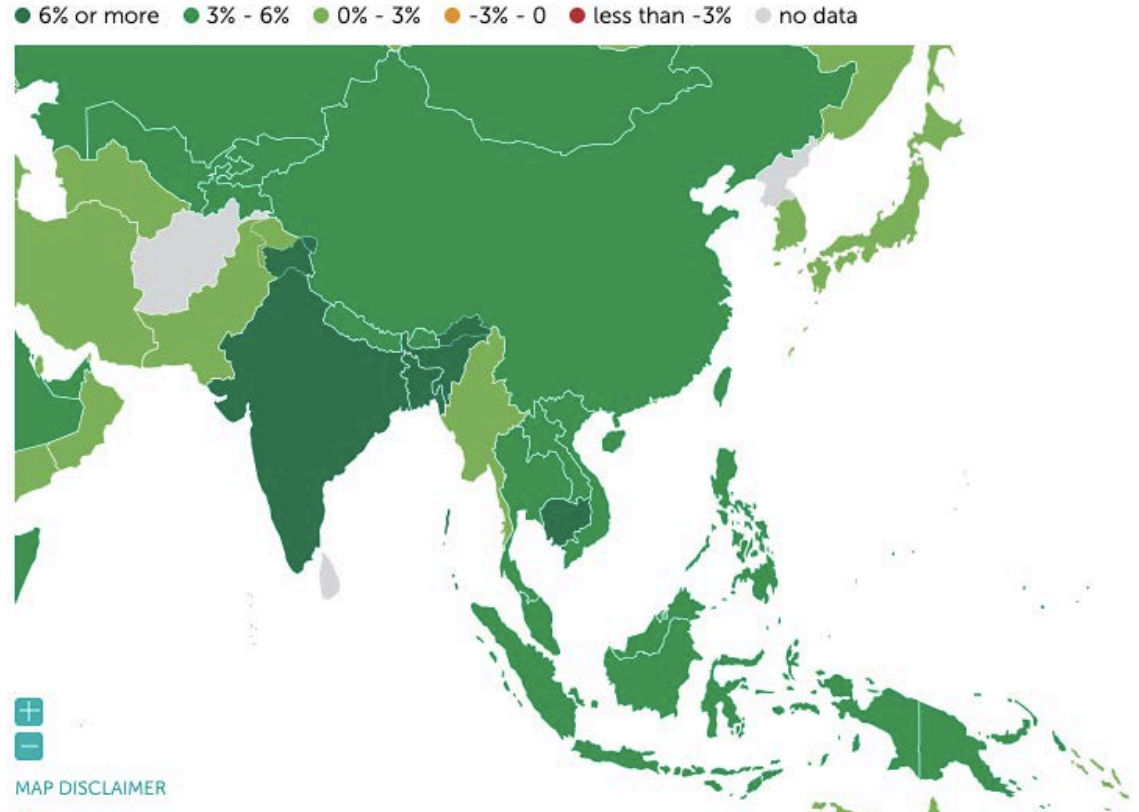 6% or more 3% - 6% 0% - 3% -3% - 0 less than -3% no data
+
−
MAP DISCLAIMER